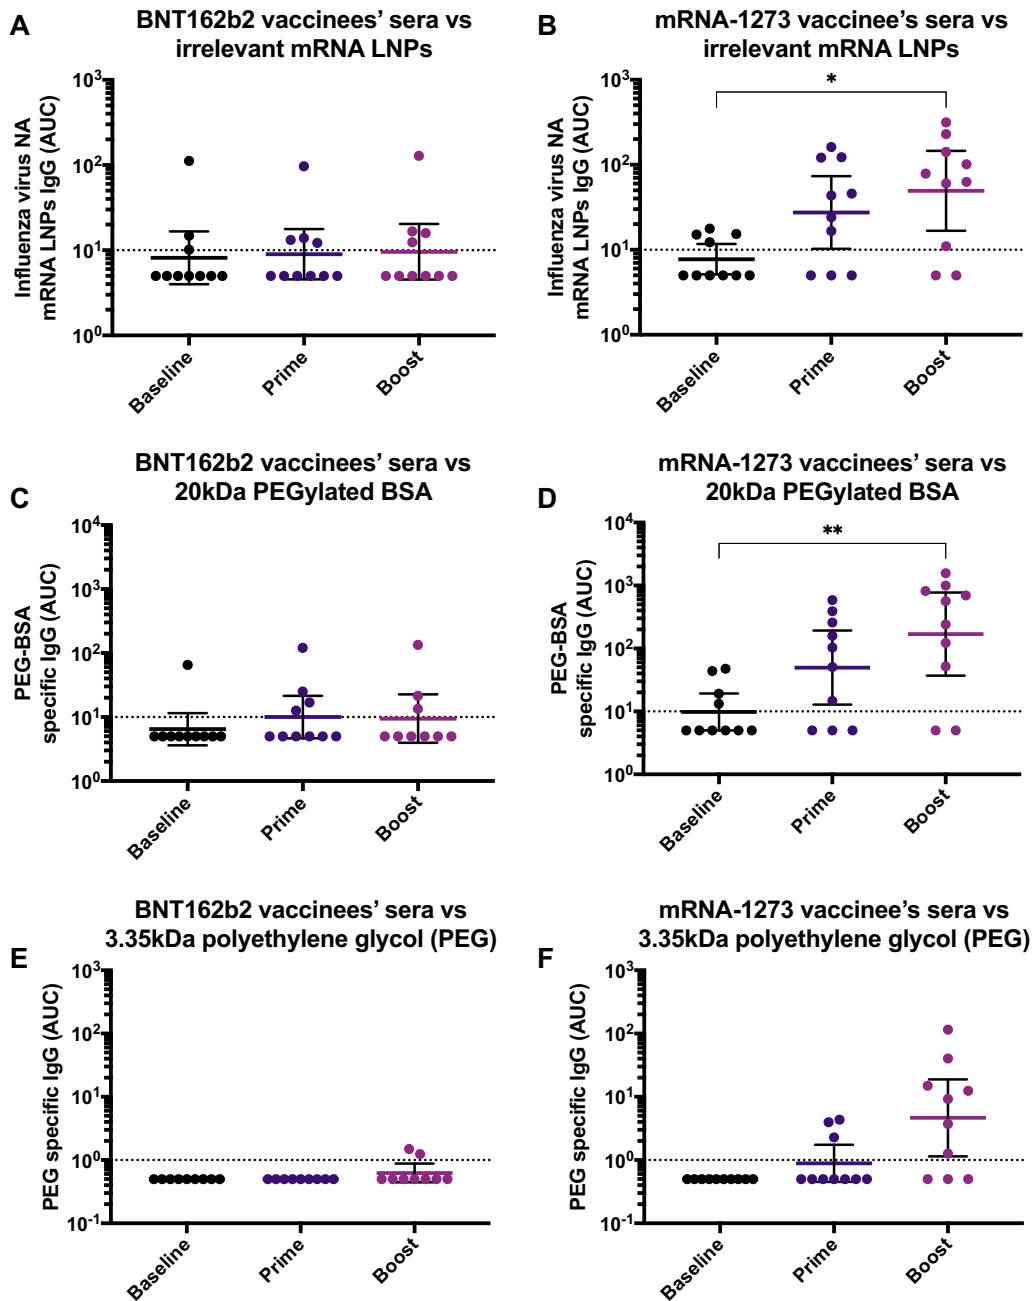 A
BNT162b2 vaccinees’ sera vs
irrelevant mRNA LNPs
Influenza virus NA
mRNA LNPs IgG (AUC)
10³
10²
10¹
10⁰
Baseline
Prime
Boost
B
mRNA-1273 vaccinee’s sera vs
irrelevant mRNA LNPs
Influenza virus NA
mRNA LNPs IgG (AUC)
10³
10²
10¹
10⁰
*
Baseline
Prime
Boost
C
BNT162b2 vaccinees’ sera vs
20kDa PEGylated BSA
PEG-BSA
specific IgG (AUC)
10⁴
10³
10²
10¹
10⁰
Baseline
Prime
Boost
D
mRNA-1273 vaccinees’ sera vs
20kDa PEGylated BSA
PEG-BSA
specific IgG (AUC)
10⁴
10³
10²
10¹
10⁰
**
Baseline
Prime
Boost
E
BNT162b2 vaccinees’ sera vs
3.35kDa polyethylene glycol (PEG)
PEG specific IgG (AUC)
10³
10²
10¹
10⁰
10⁻¹
Baseline
Prime
Boost
F
mRNA-1273 vaccinee’s sera vs
3.35kDa polyethylene glycol (PEG)
PEG specific IgG (AUC)
10³
10²
10¹
10⁰
10⁻¹
Baseline
Prime
Boost